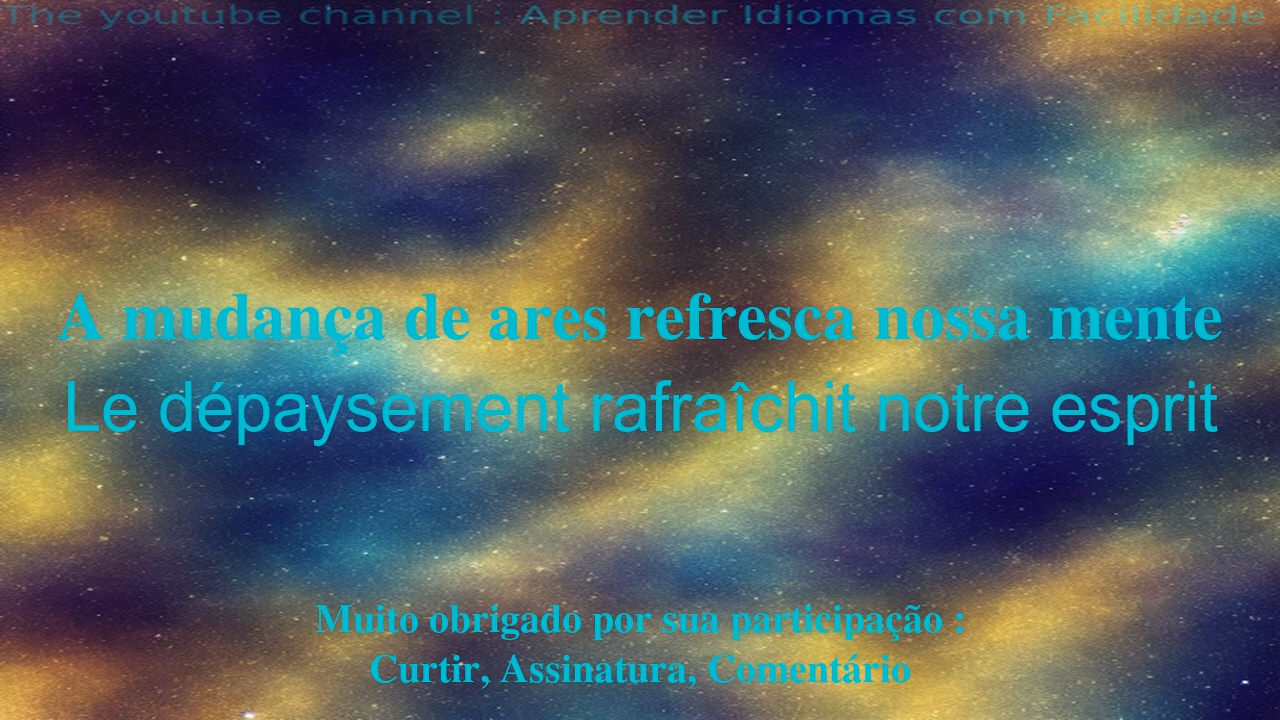 The youtube channel : Aprender Idiomas com Facilidade
A mudança de ares refresca nossa mente
Le dépaysement rafraîchit notre esprit
Muito obrigado por sua participação :
Curtir, Assinatura, Comentário